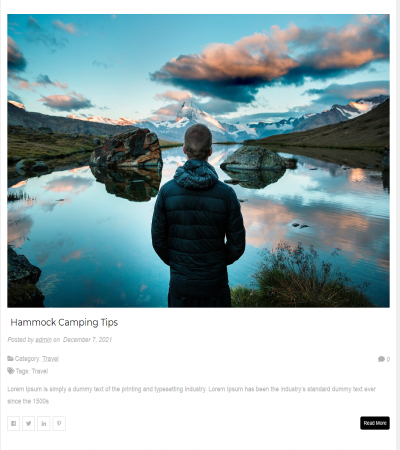 Hammock Camping Tips
Posted by admin on December 7, 2021
Category: Travel
0
Tags: Travel
Lorem Ipsum is simply a dummy text of the printing and typesetting industry. Lorem Ipsum has been the industry's standard dummy text ever
since the 1500s
Read More